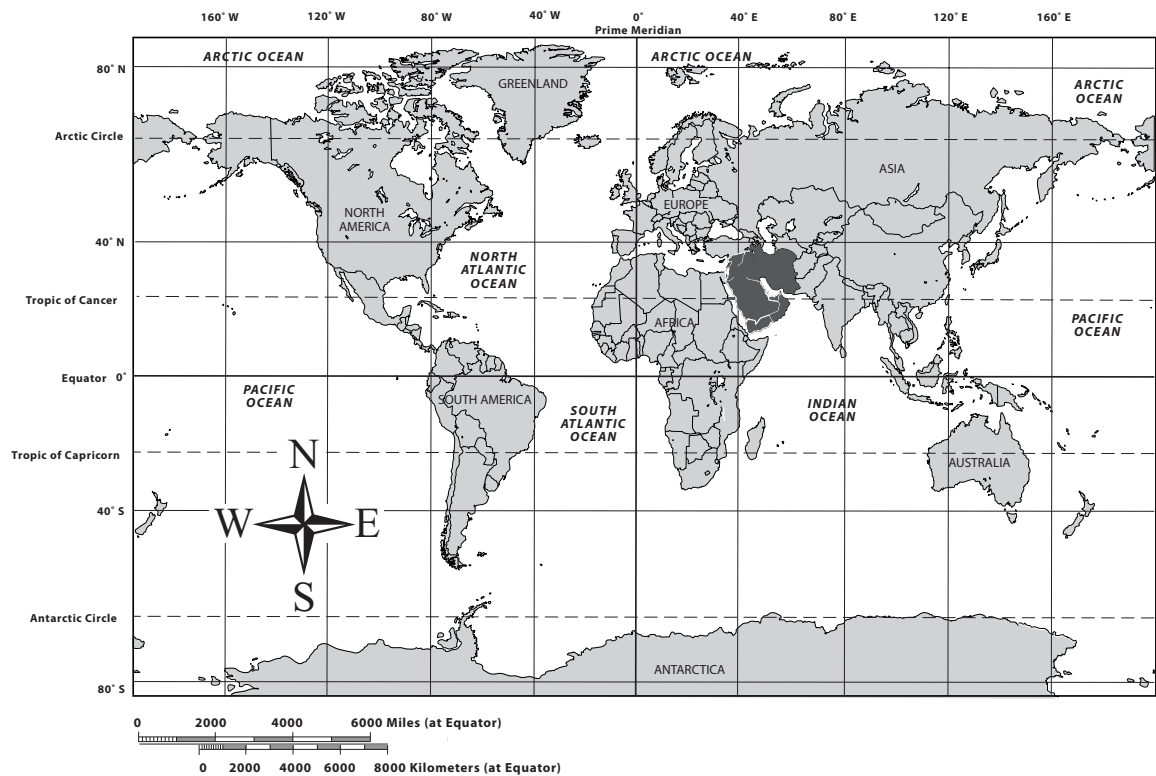 160˚ W 120˚ W 80˚ W 40˚ W 0˚ 40˚ E 80˚ E 120˚ E 160˚ E
Prime Meridian
ARCTIC OCEAN
ARCTIC OCEAN
80˚ N
GREENLAND
ARCTIC
OCEAN
Arctic Circle
ASIA
NORTH
AMERICA
EUROPE
40˚ N
NORTH
ATLANTIC
OCEAN
Tropic of Cancer
AFRICA
PACIFIC
OCEAN
Equator 0˚
PACIFIC
OCEAN
SOUTH AMERICA
SOUTH
ATLANTIC
OCEAN
INDIAN
OCEAN
Tropic of Capricorn
AUSTRALIA
N
W E
S
40˚ S
Antarctic Circle
ANTARCTICA
80˚ S
0 2000 4000 6000 Miles (at Equator)
0 2000 4000 6000 8000 Kilometers (at Equator)